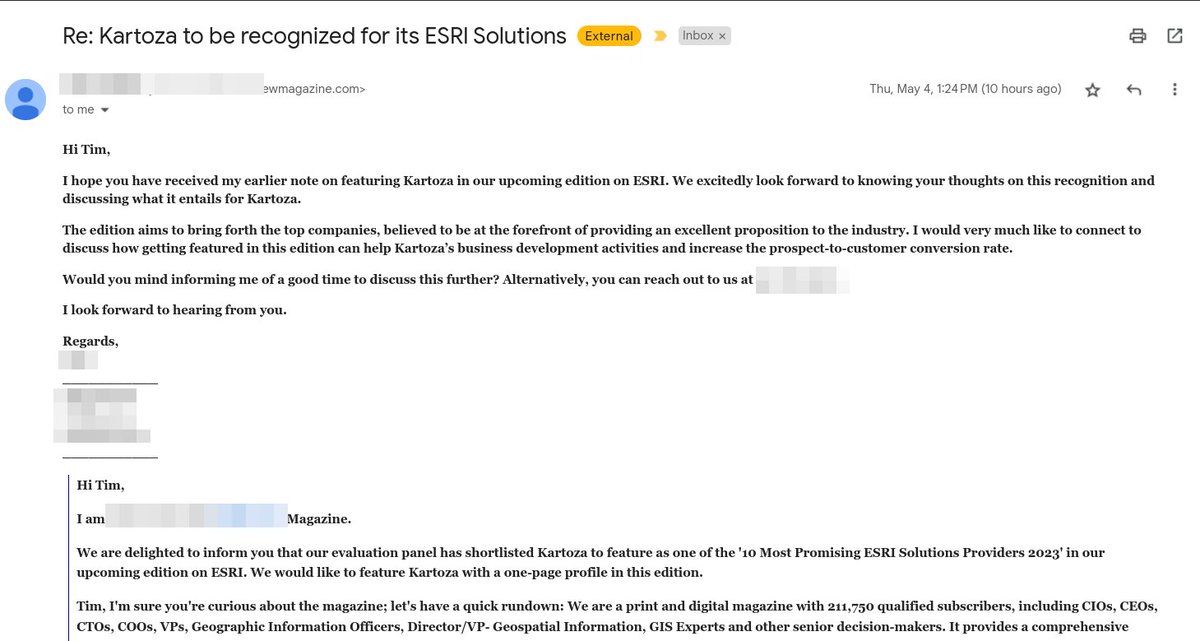 Re: Kartoza to be recognized for its ESRI Solutions External Inbox ×
ewmagazine.com> Thu, May 4, 1:24 PM (10 hours ago)
to me
Hi Tim,
I hope you have received my earlier note on featuring Kartoza in our upcoming edition on ESRI. We excitedly look forward to knowing your thoughts on this recognition and
discussing what it entails for Kartoza.
The edition aims to bring forth the top companies, believed to be at the forefront of providing an excellent proposition to the industry. I would very much like to connect to
discuss how getting featured in this edition can help Kartoza's business development activities and increase the prospect-to-customer conversion rate.
Would you mind informing me of a good time to discuss this further? Alternatively, you can reach out to us at
I look forward to hearing from you.
Regards,
Hi Tim,
I am Magazine.
We are delighted to inform you that our evaluation panel has shortlisted Kartoza to feature as one of the '10 Most Promising ESRI Solutions Providers 2023' in our
upcoming edition on ESRI. We would like to feature Kartoza with a one-page profile in this edition.
Tim, I'm sure you're curious about the magazine; let's have a quick rundown: We are a print and digital magazine with 211,750 qualified subscribers, including CIOs, CEOs,
CTOs, COOs, VPs, Geographic Information Officers, Director/VP- Geospatial Information, GIS Experts and other senior decision-makers. It provides a comprehensive